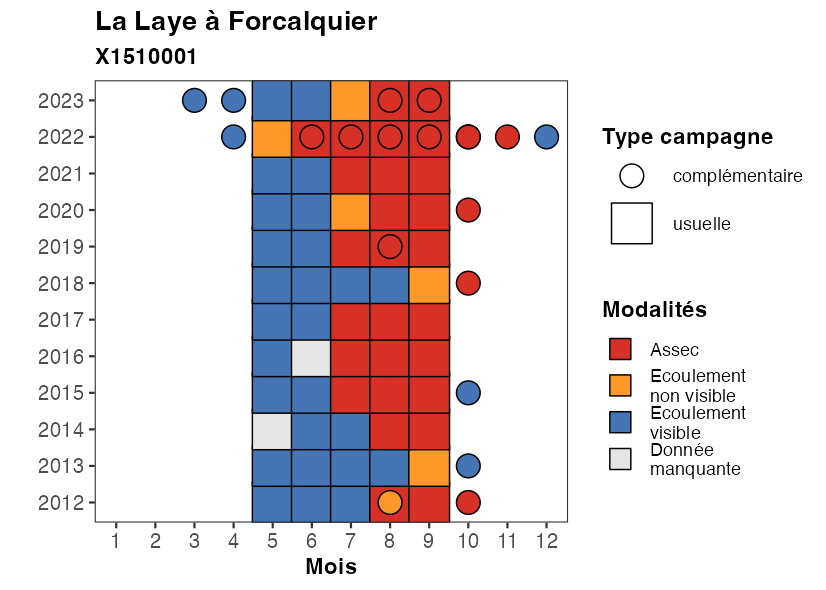 La Laye à Forcalquier
X1510001
2023
2022
2021
2020
2019
2018
2017
2016
2015
2014
2013
2012
1 2 3 4 5 6 7 8 9 10 11 12
Mois
Type campagne
complémentaire
usuelle
Modalités
Assec
Ecoulement
non visible
Ecoulement
visible
Donnée
manquante